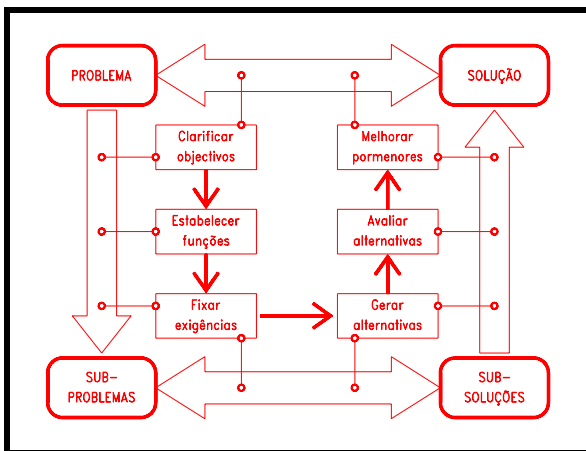 PROBLEMA
SOLUÇÃO
Clarificar
objectivos
Melhorar
pormenores
Estabelecer
funções
Avaliar
alternativas
Fixar
exigências
Gerar
alternativas
SUB-
PROBLEMAS
SUB-
SOLUÇÕES